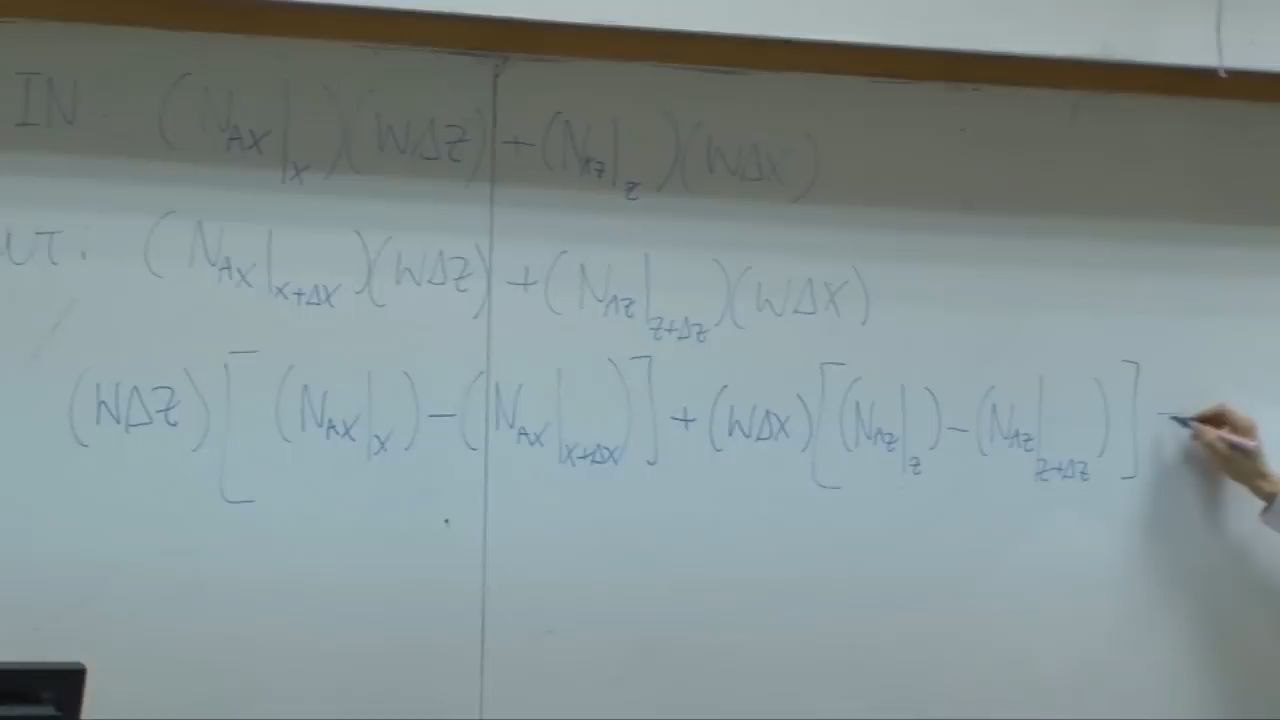 IN: (N_AX|_X)(WΔZ) + (N_AZ|_Z)(WΔX)
UT: (N_AX|_X+ΔX)(WΔZ) + (N_AZ|_Z+ΔZ)(WΔX)
(WΔZ)[(N_AX|_X) - (N_AX|_X+ΔX)] + (WΔX)[(N_AZ|_Z) - (N_AZ|_Z+ΔZ)] -